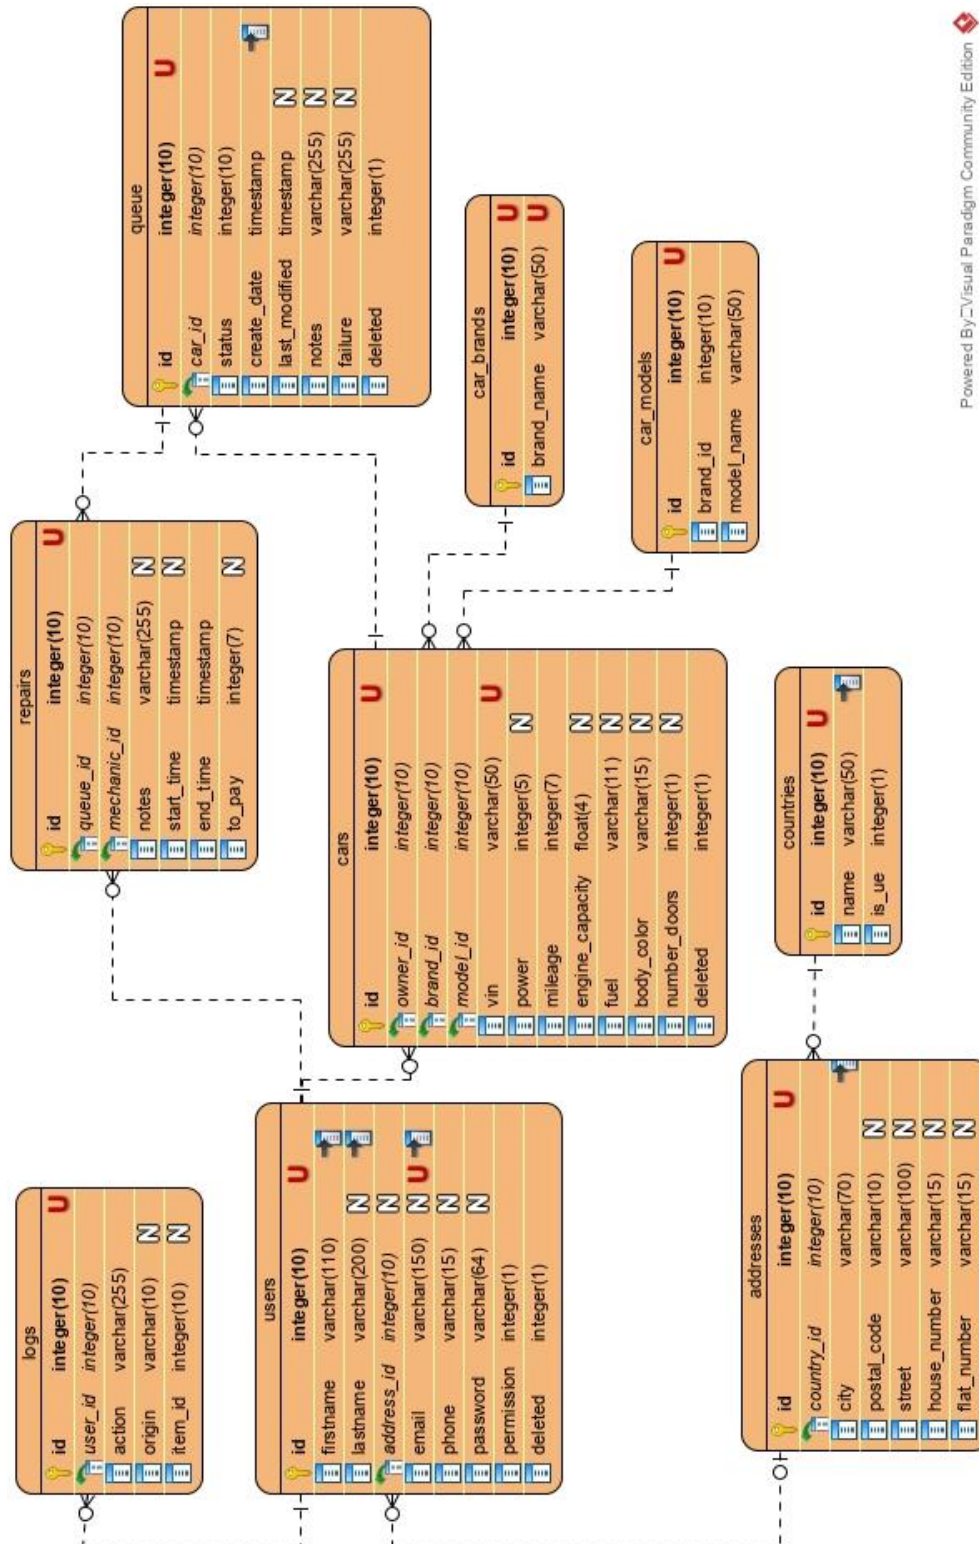 logs
id integer(10) U
user_id integer(10)
action varchar(255)
origin varchar(10) N
item_id integer(10) N
repairs
id integer(10) U
queue_id integer(10)
mechanic_id integer(10)
notes varchar(255) N
start_time timestamp N
end_time timestamp
to_pay integer(7) N
queue
id integer(10) U
car_id integer(10)
status integer(10)
create_date timestamp
last_modified timestamp N
notes varchar(255) N
failure varchar(255) N
deleted integer(1)
users
id integer(10) U
firstname varchar(110)
lastname varchar(200) N
address_id integer(10) N
email varchar(150) N U
phone varchar(15) N
password varchar(64) N
permission integer(1)
deleted integer(1)
cars
id integer(10) U
owner_id integer(10)
brand_id integer(10)
model_id integer(10)
vin varchar(50) U
power integer(5) N
mileage integer(7)
engine_capacity float(4) N
fuel varchar(11) N
body_color varchar(15) N
number_doors integer(1) N
deleted integer(1)
car_brands
id integer(10) U
brand_name varchar(50) U
car_models
id integer(10) U
brand_id integer(10)
model_name varchar(50)
addresses
id integer(10) U
country_id integer(10)
city varchar(70)
postal_code varchar(10) N
street varchar(100) N
house_number varchar(15) N
flat_number varchar(15) N
countries
id integer(10) U
name varchar(50)
is_ue integer(1)
Powered By Visual Paradigm Community Edition